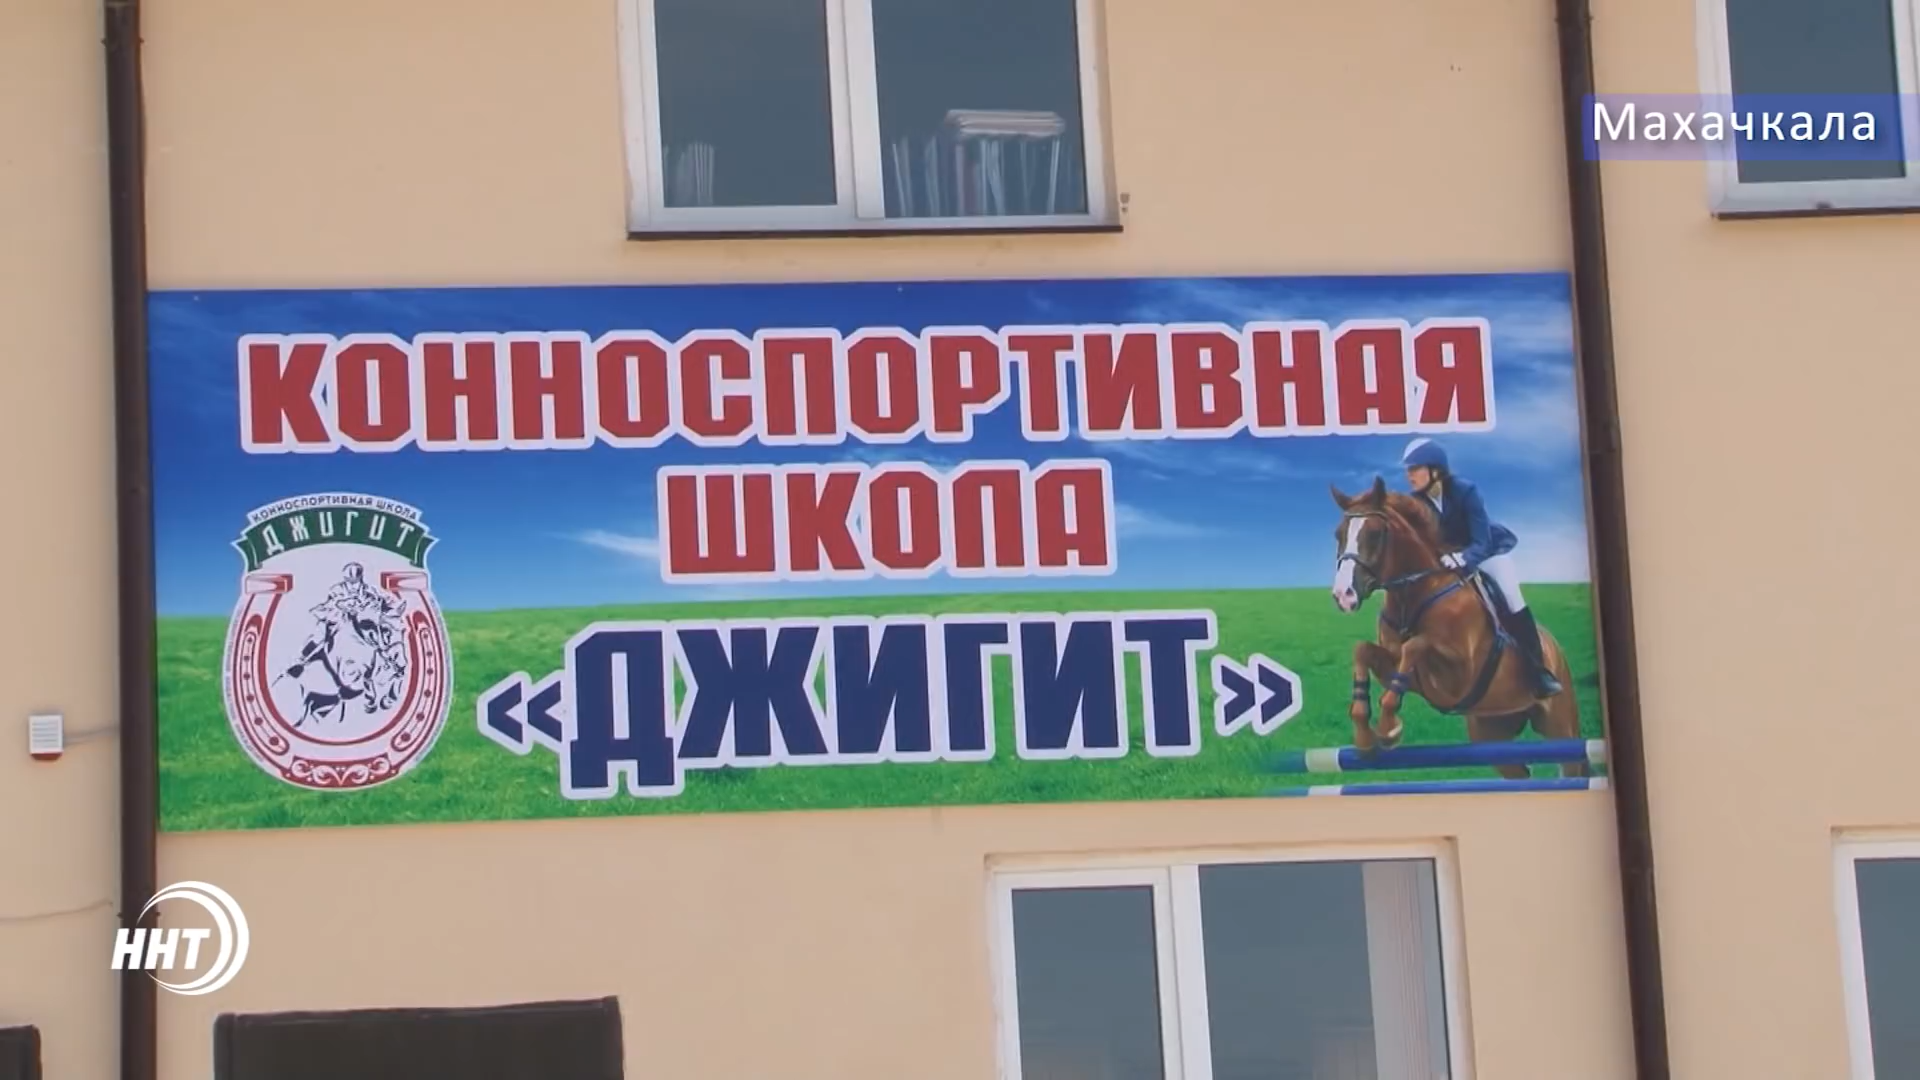 Махачкала
КОННОСПОРТИВНАЯ
ШКОЛА
«ДЖИГИТ»
КОННОСПОРТИВНАЯ ШКОЛА
ДЖИГИТ
ННТ